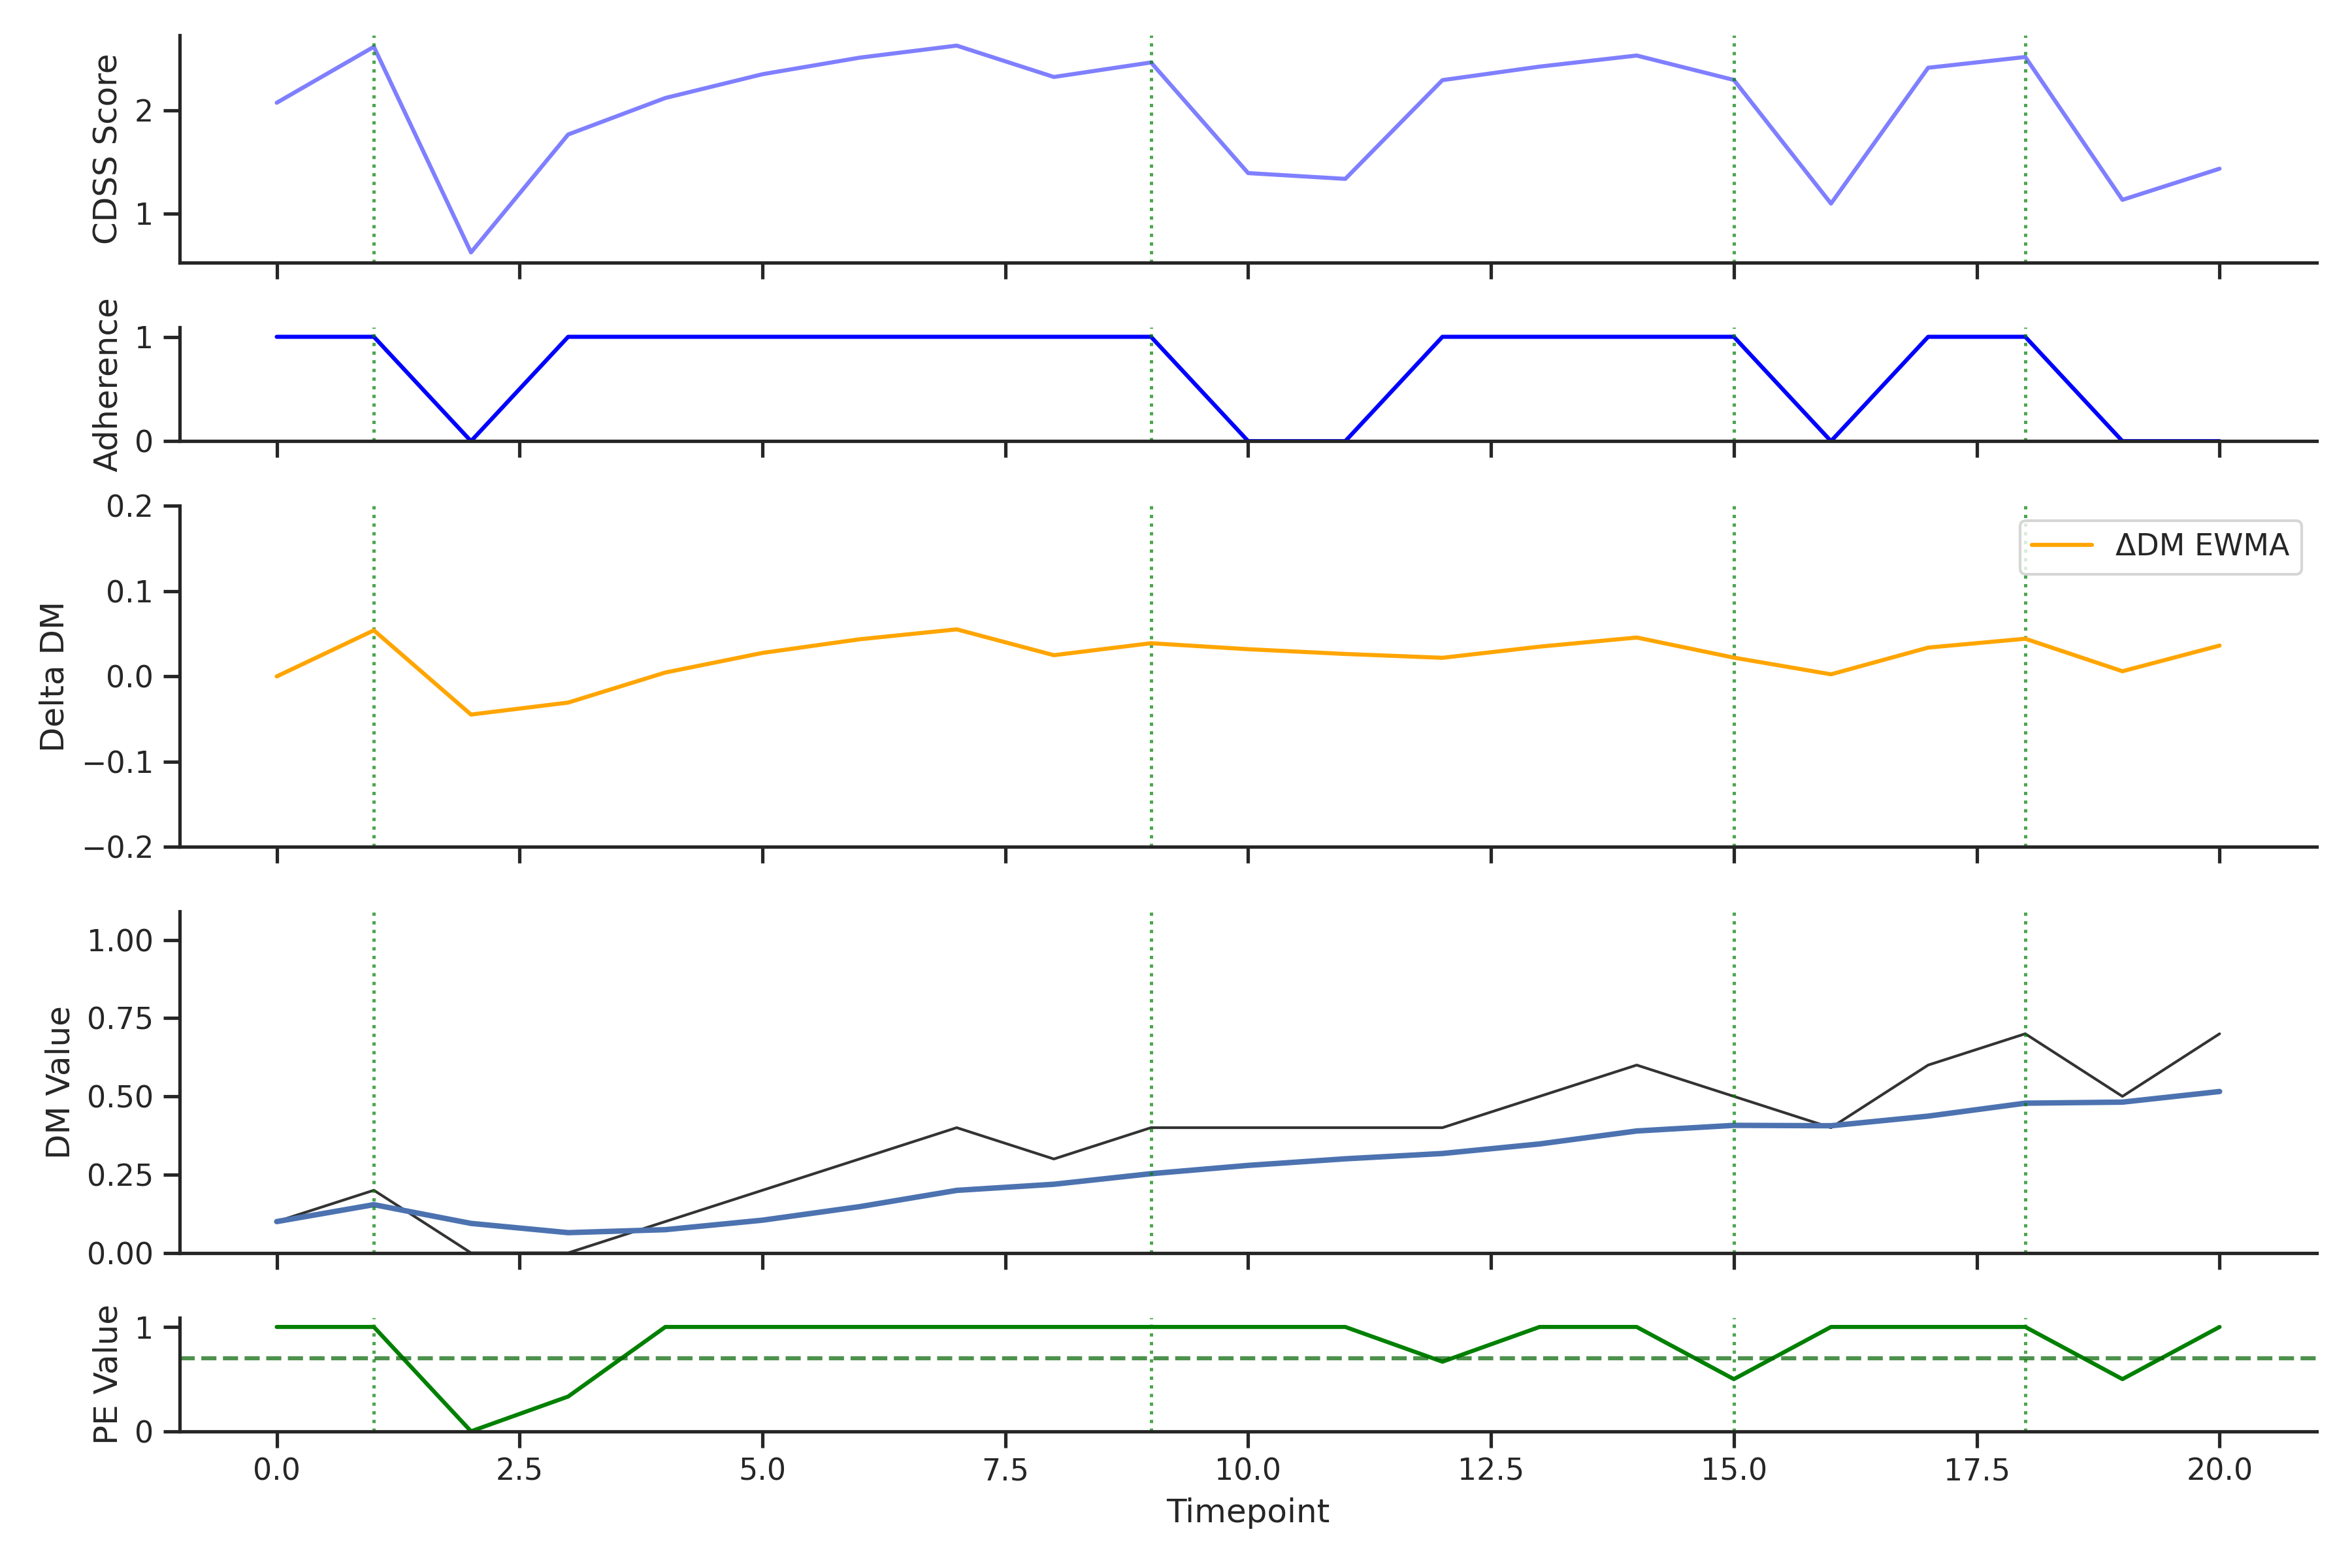 CDSS Score
2
1
Adherence
1
0
Delta DM
0.2
0.1
0.0
−0.1
−0.2
ΔDM EWMA
DM Value
1.00
0.75
0.50
0.25
0.00
PE Value
1
0
0.0 2.5 5.0 7.5 10.0 12.5 15.0 17.5 20.0
Timepoint